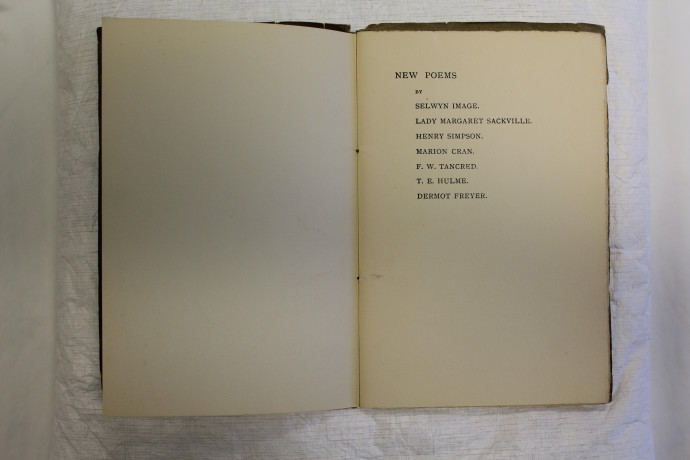 NEW POEMS
BY
SELWYN IMAGE.
LADY MARGARET SACKVILLE.
HENRY SIMPSON.
MARION CRAN.
F. W. TANCRED.
T. E. HULME.
DERMOT FREYER.